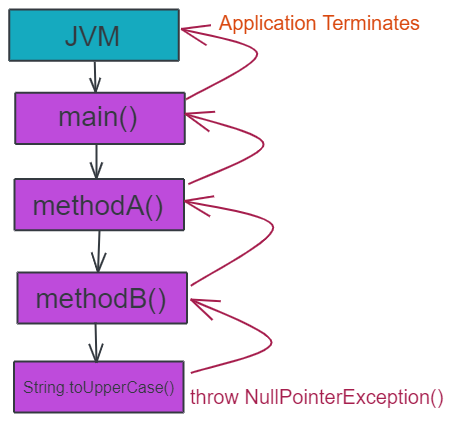 JVM
Application Terminates
main()
methodA()
methodB()
String.toUpperCase()
throw NullPointerException()